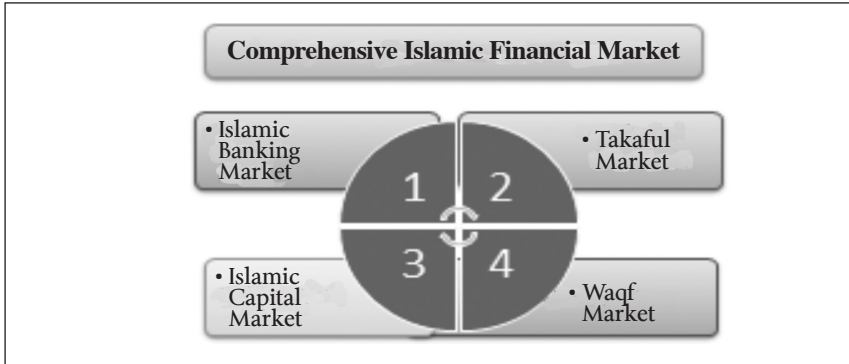 Comprehensive Islamic Financial Market
• Islamic
Banking
Market
• Takaful
Market
1
2
3
4
• Islamic
Capital
Market
• Waqf
Market